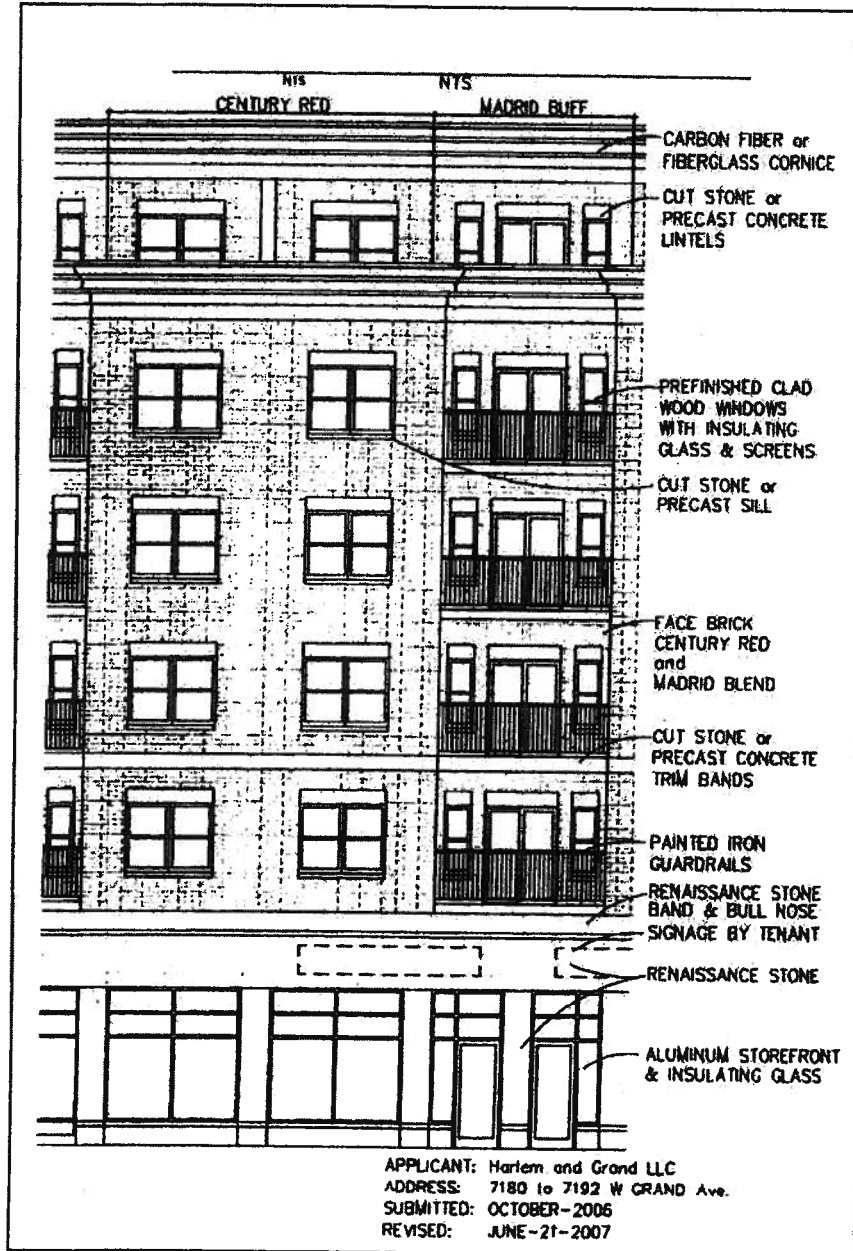 NTS NTS
CENTURY RED MADRID BUFF
CARBON FIBER or
FIBERGLASS CORNICE
CUT STONE or
PRECAST CONCRETE
LINTELS
PREFINISHED CLAD
WOOD WINDOWS
WITH INSULATING
GLASS & SCREENS
CUT STONE or
PRECAST SILL
FACE BRICK
CENTURY RED
and
MADRID BLEND
CUT STONE or
PRECAST CONCRETE
TRIM BANDS
PAINTED IRON
GUARDRAILS
RENAISSANCE STONE
BAND & BULL NOSE
SIGNAGE BY TENANT
RENAISSANCE STONE
ALUMINUM STOREFRONT
& INSULATING GLASS
APPLICANT: Harlem and Grand LLC
ADDRESS: 7180 to 7192 W GRAND Ave.
SUBMITTED: OCTOBER-2006
REVISED: JUNE-21-2007